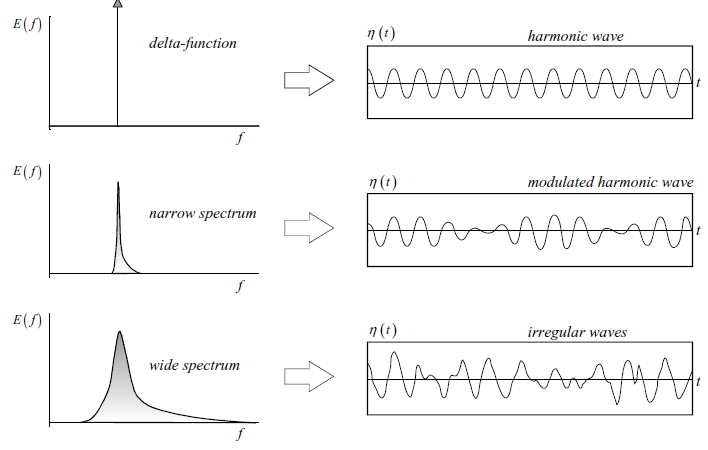 E(f)
delta-function
f
η(t)
harmonic wave
t
E(f)
narrow spectrum
f
η(t)
modulated harmonic wave
t
E(f)
wide spectrum
f
η(t)
irregular waves
t